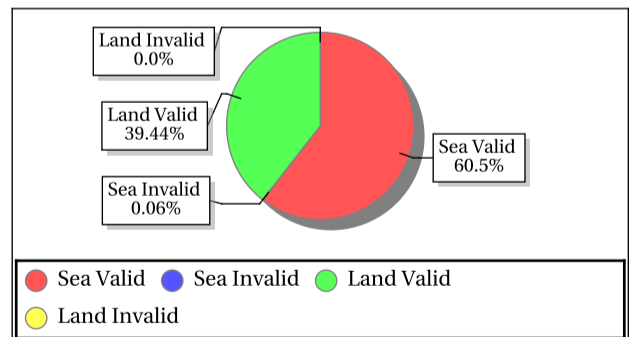 Land Invalid
0.0%
Land Valid
39.44%
Sea Valid
60.5%
Sea Invalid
0.06%
Sea Valid Sea Invalid Land Valid
Land Invalid